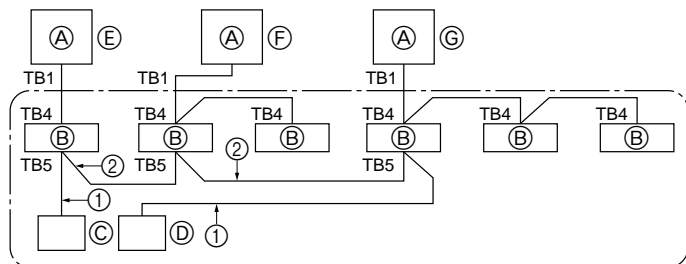 A E A F A G
TB1 TB1 TB1
TB4 TB4 TB4 TB4 TB4 TB4
B B B B B B
TB5 TB5 TB5
2 2
1
C D 1